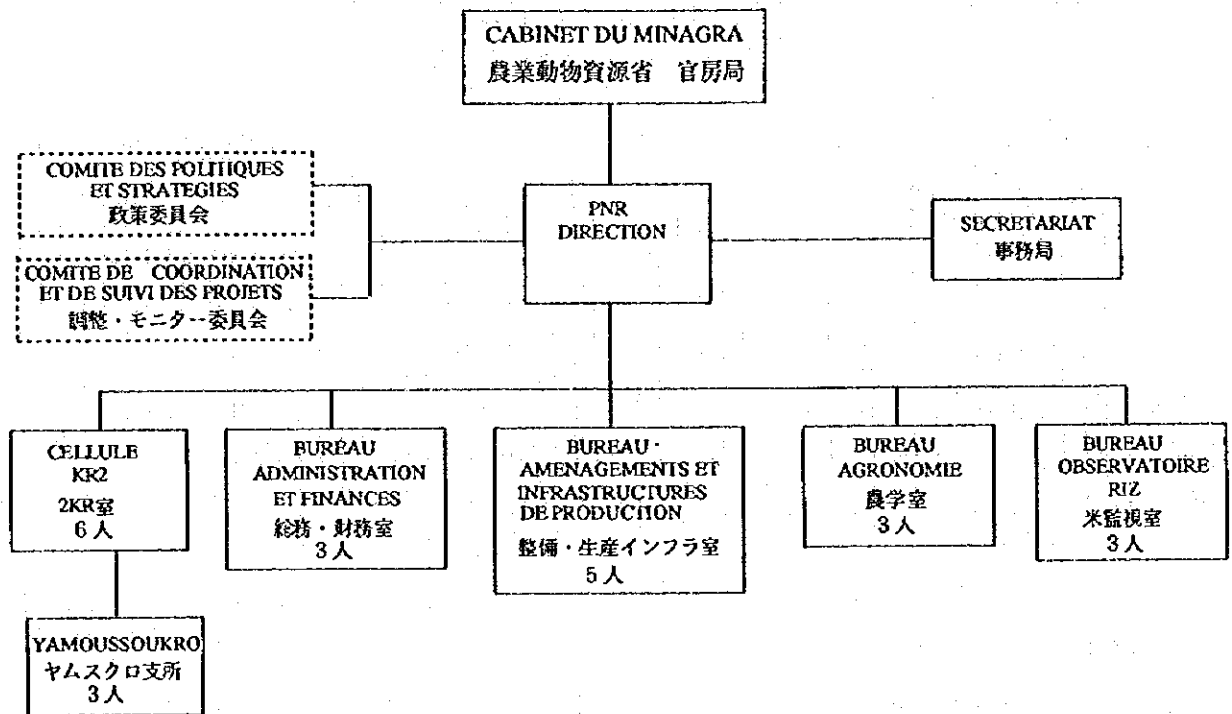 CABINET DU MINAGRA
農業動物資源省 官房局
COMITE DES POLITIQUES
ET STRATEGIES
政策委員会
PNR
DIRECTION
SECRETARIAT
事務局
COMITE DE COORDINATION
ET DE SUIVI DES PROJETS
調整・モニター委員会
CELLULE
KR2
2KR室
6人
BUREAU
ADMINISTRATION
ET FINANCES
総務・財務室
3人
BUREAU
AMENAGEMENTS ET
INFRASTRUCTURES
DE PRODUCTION
整備・生産インフラ室
5人
BUREAU
AGRONOMIE
農学室
3人
BUREAU
OBSERVATOIRE
RIZ
米監視室
3人
YAMOUSSOUKRO
ヤムスクロ支所
3人